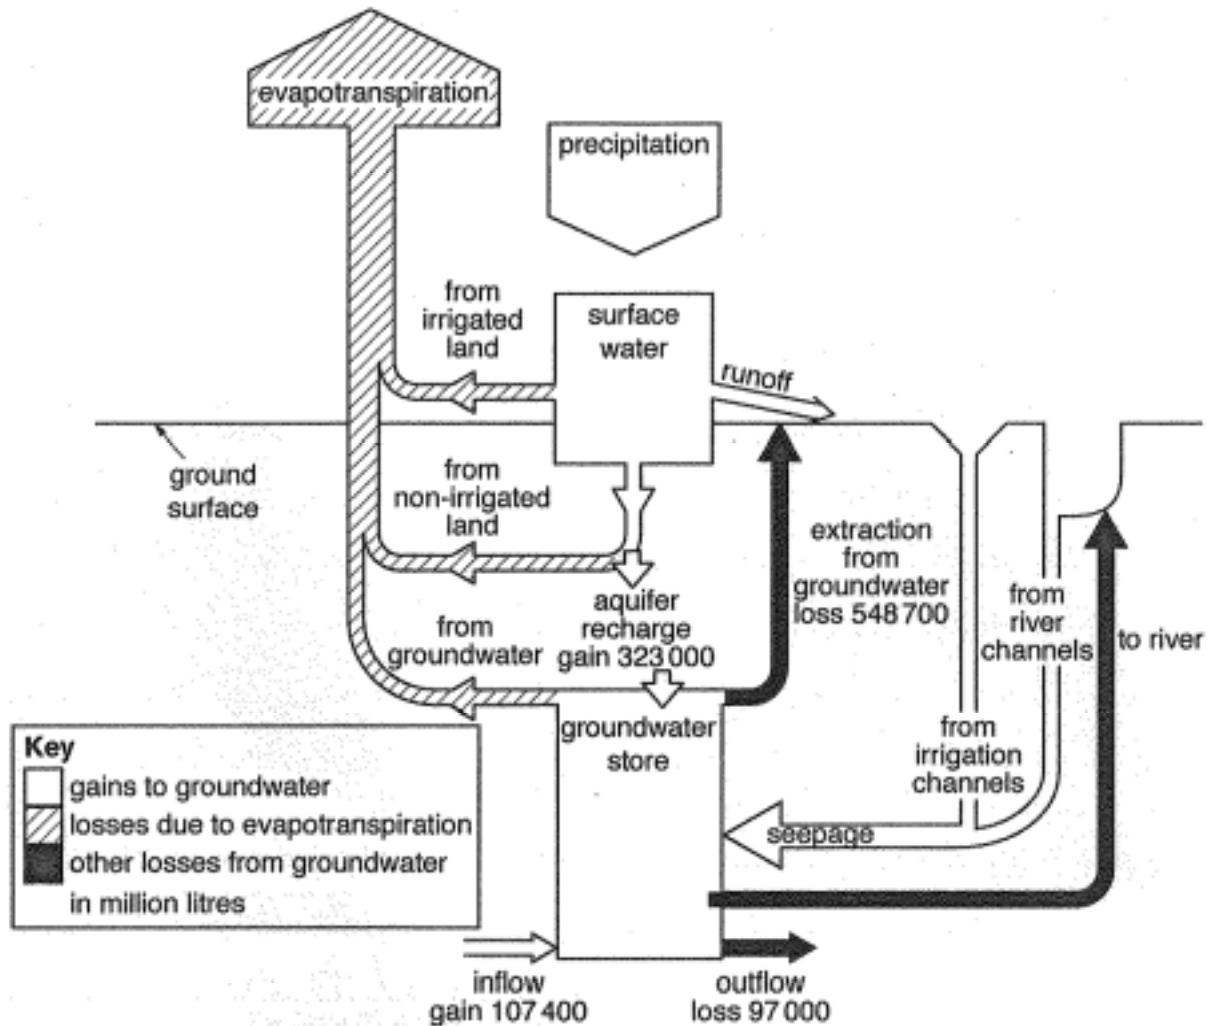 evapotranspiration
precipitation
from
irrigated
land
surface
water
runoff
ground
surface
from
non-irrigated
land
extraction
from
groundwater
loss 548 700
from
river
channels
to river
aquifer
recharge
gain 323 000
from
groundwater
groundwater
store
from
irrigation
channels
seepage
Key
gains to groundwater
losses due to evapotranspiration
other losses from groundwater
in million litres
inflow
gain 107 400
outflow
loss 97 000